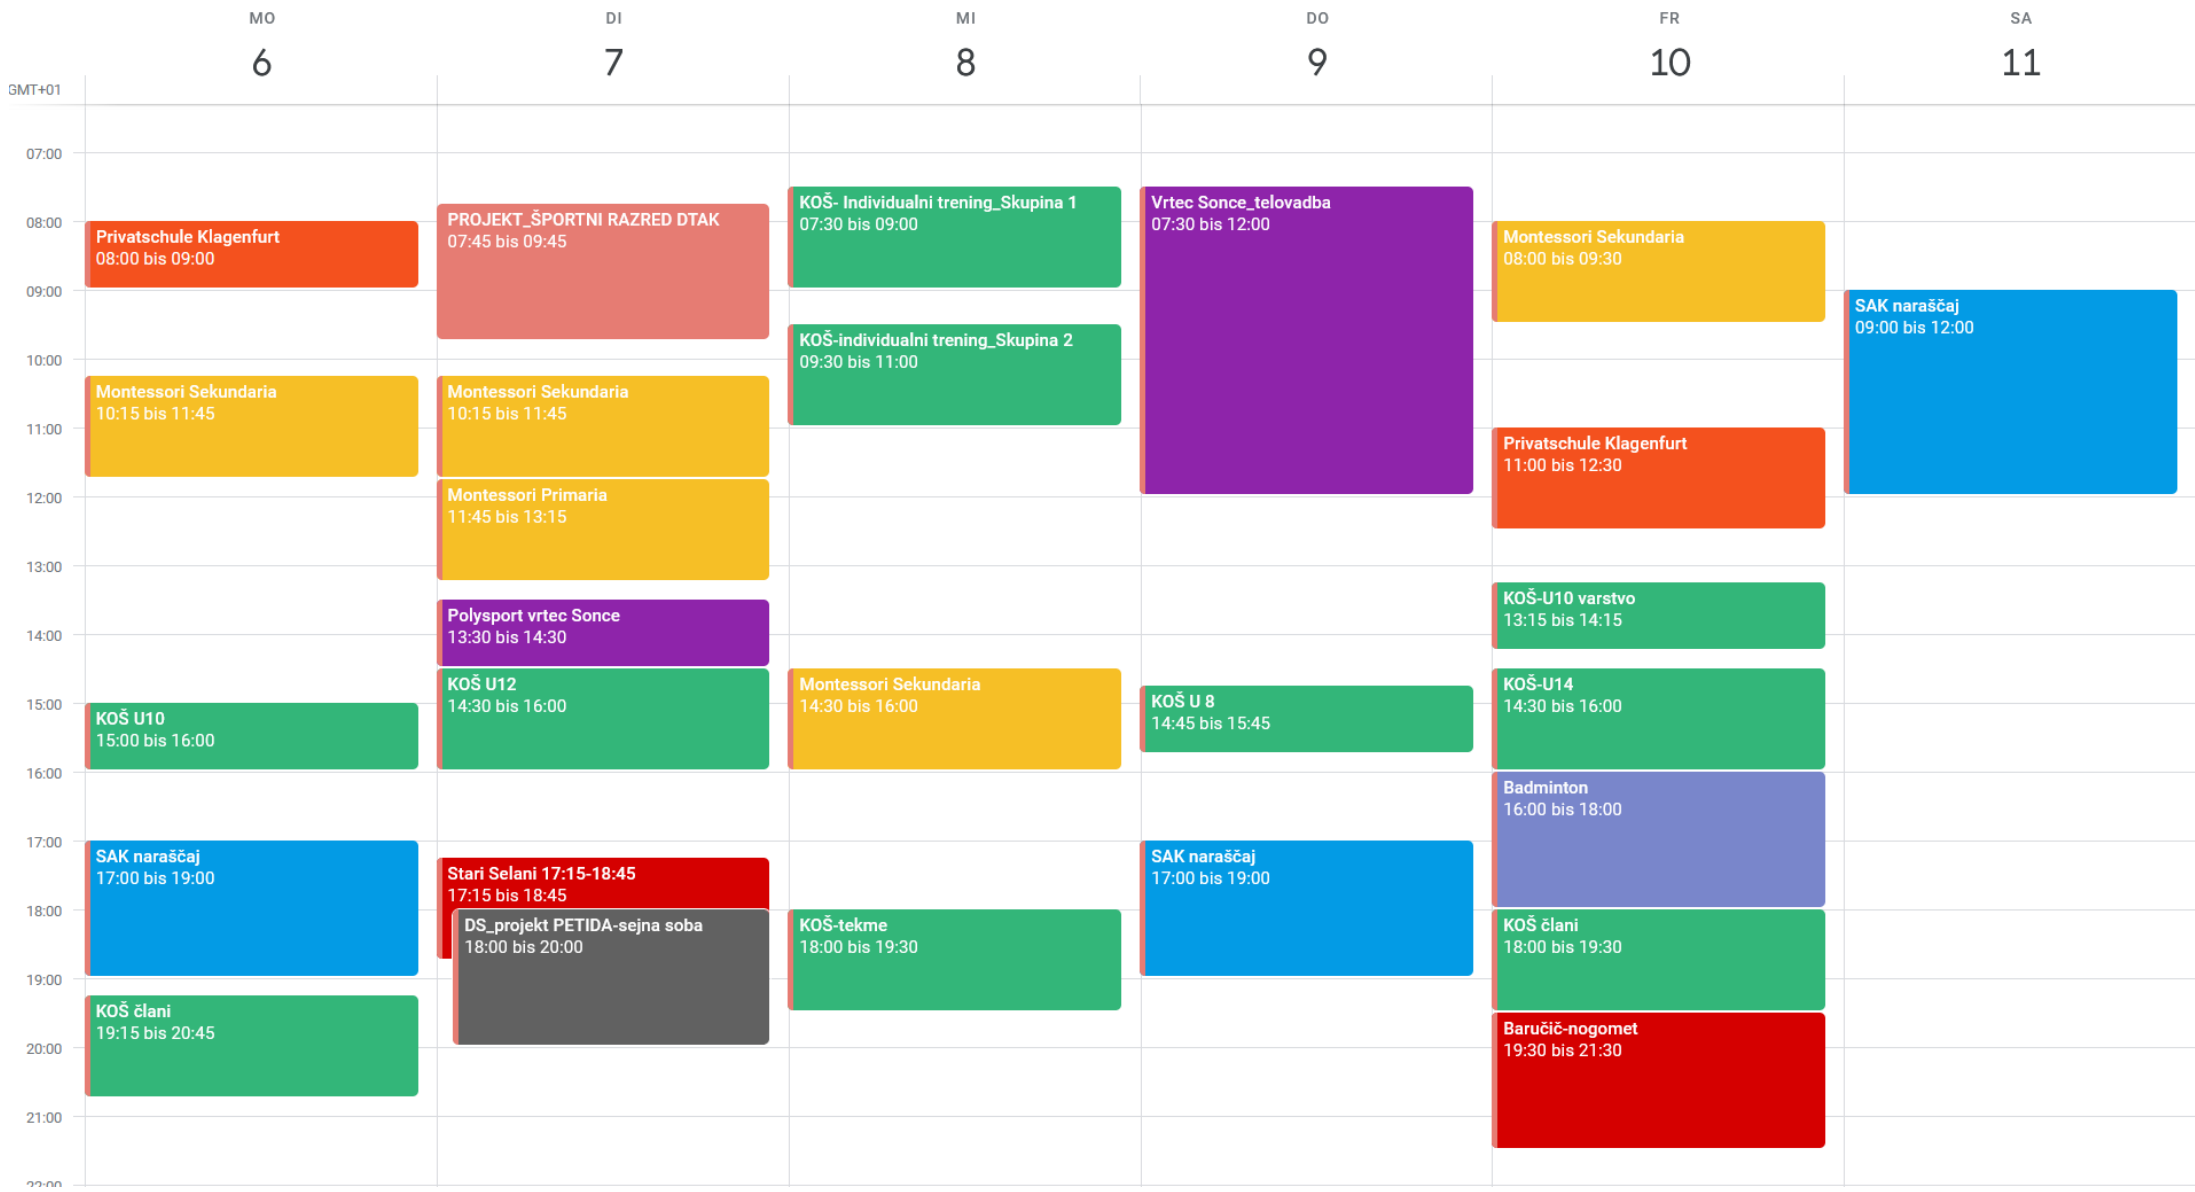 MO
DI
MI
DO
FR
SA
6
7
8
9
10
11
GMT+01
07:00
08:00
09:00
10:00
11:00
12:00
13:00
14:00
15:00
16:00
17:00
18:00
19:00
20:00
21:00
22:00
Privatschule Klagenfurt
08:00 bis 09:00
Montessori Sekundaria
10:15 bis 11:45
KOŠ U10
15:00 bis 16:00
SAK naraščaj
17:00 bis 19:00
KOŠ člani
19:15 bis 20:45
PROJEKT_ŠPORTNI RAZRED DTAK
07:45 bis 09:45
Montessori Sekundaria
10:15 bis 11:45
Montessori Primaria
11:45 bis 13:15
Polysport vrtec Sonce
13:30 bis 14:30
KOŠ U12
14:30 bis 16:00
Stari Selani 17:15-18:45
17:15 bis 18:45
DS_projekt PETIDA-sejna soba
18:00 bis 20:00
KOŠ- Individualni trening_Skupina 1
07:30 bis 09:00
KOŠ-individualni trening_Skupina 2
09:30 bis 11:00
Montessori Sekundaria
14:30 bis 16:00
KOŠ-tekme
18:00 bis 19:30
Vrtec Sonce_telovadba
07:30 bis 12:00
KOŠ U 8
14:45 bis 15:45
SAK naraščaj
17:00 bis 19:00
Montessori Sekundaria
08:00 bis 09:30
Privatschule Klagenfurt
11:00 bis 12:30
KOŠ-U10 varstvo
13:15 bis 14:15
KOŠ-U14
14:30 bis 16:00
Badminton
16:00 bis 18:00
KOŠ člani
18:00 bis 19:30
Baručič-nogomet
19:30 bis 21:30
SAK naraščaj
09:00 bis 12:00